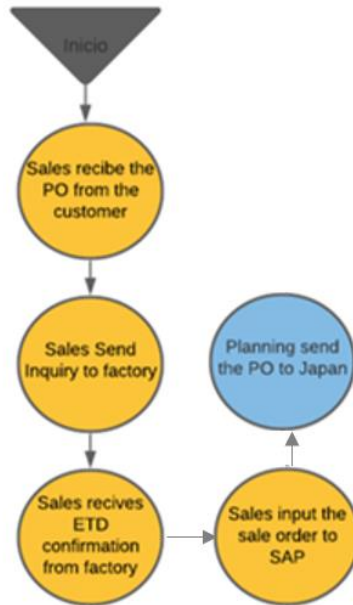 Inicio
Sales recibe the
PO from the
customer
Sales Send
Inquiry to factory
Sales recives
ETD
confirmation
from factory
Sales input the
sale order to
SAP
Planning send
the PO to Japan